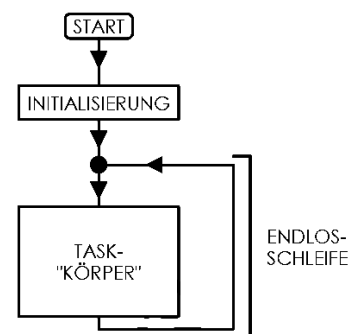 START
INITIALISIERUNG
TASK-
"KÖRPER"
ENDLOS-
SCHLEIFE